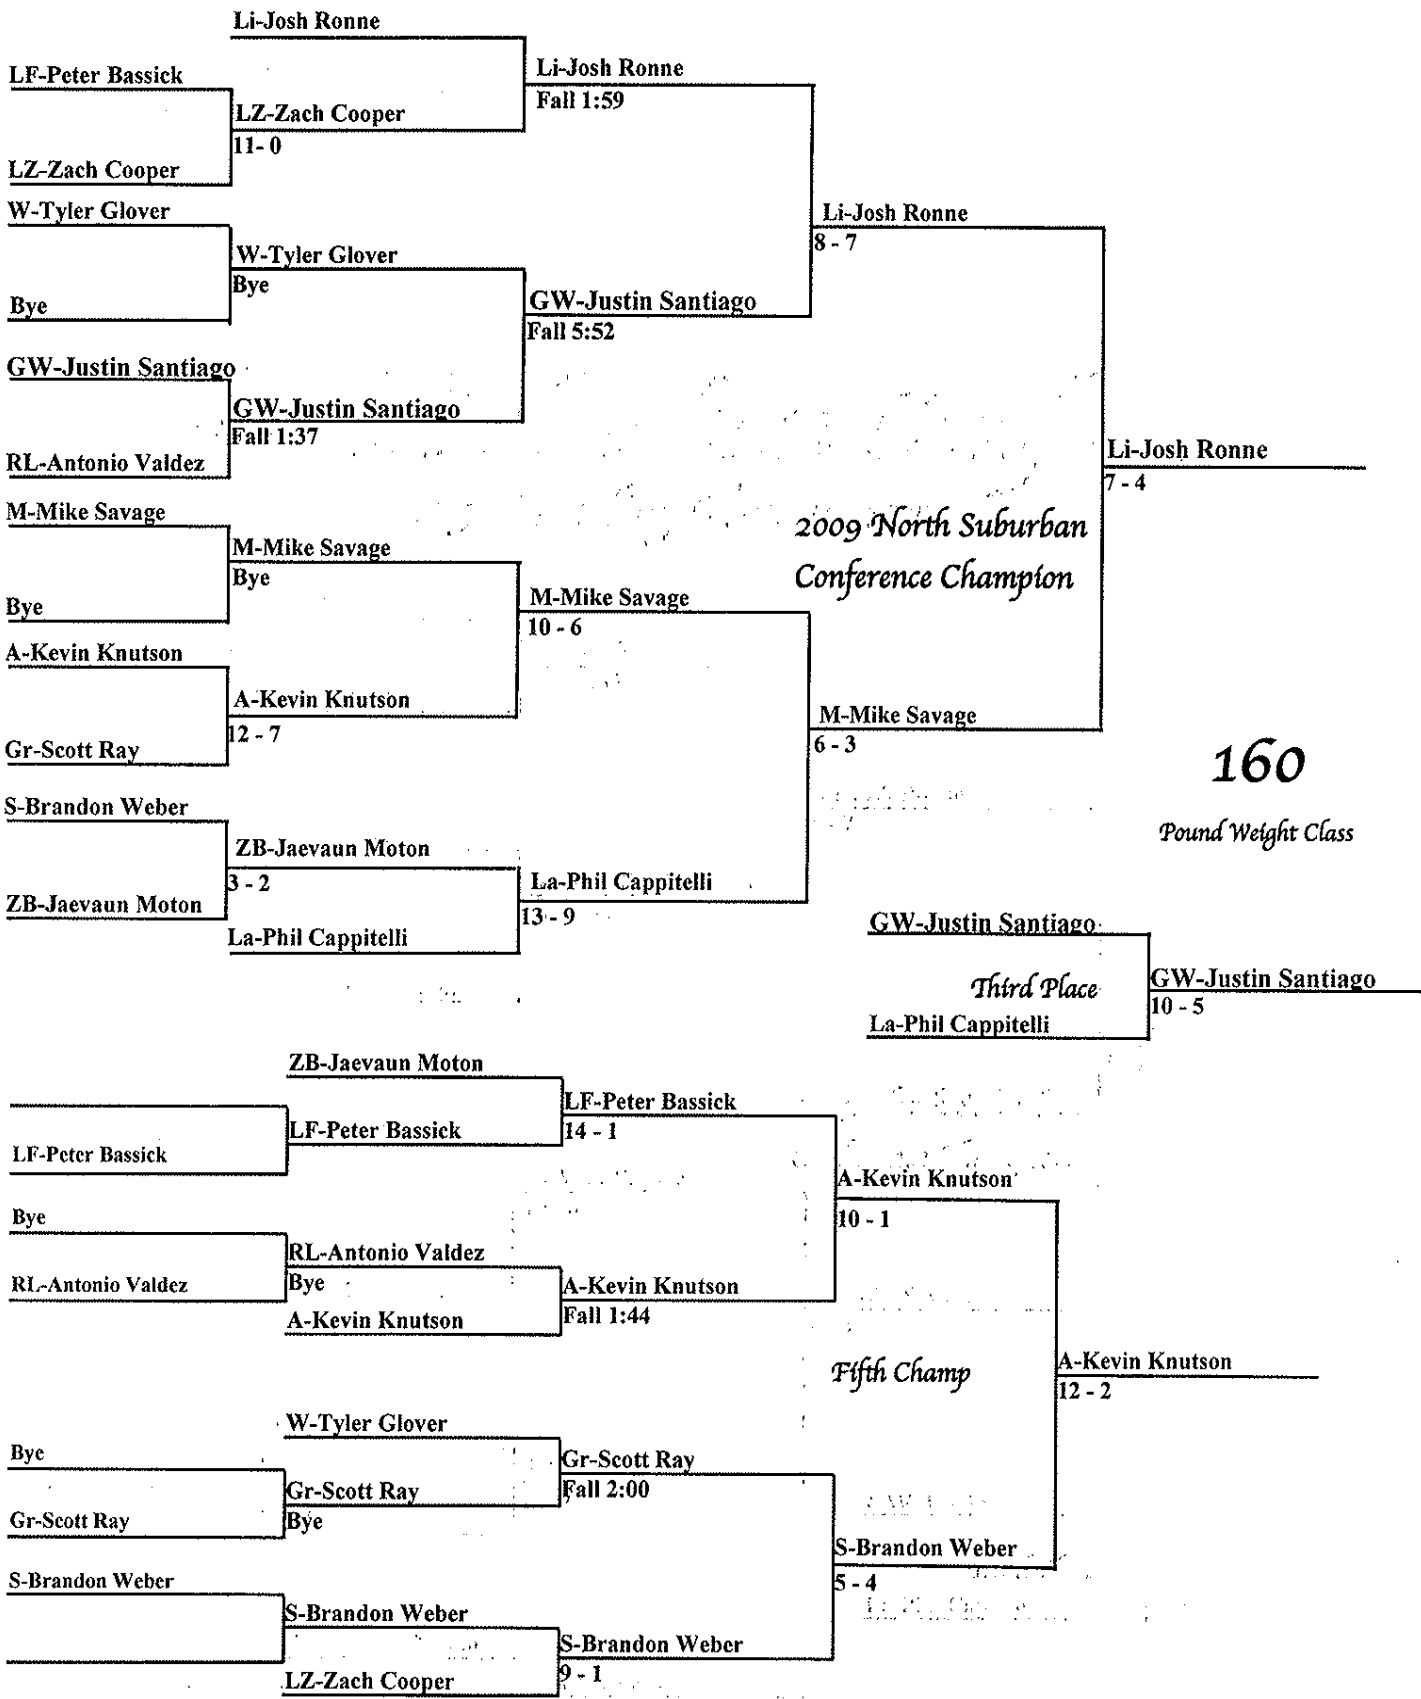 Li-Josh Ronne
LF-Peter Bassick
Li-Josh Ronne
Fall 1:59
LZ-Zach Cooper
11- 0
LZ-Zach Cooper
W-Tyler Glover
Li-Josh Ronne
8 - 7
W-Tyler Glover
Bye
Bye
GW-Justin Santiago
Fall 5:52
GW-Justin Santiago
GW-Justin Santiago
Fall 1:37
RL-Antonio Valdez
Li-Josh Ronne
7 - 4
M-Mike Savage
2009 North Suburban
Conference Champion
M-Mike Savage
Bye
Bye
M-Mike Savage
10 - 6
A-Kevin Knutson
A-Kevin Knutson
12 - 7
Gr-Scott Ray
M-Mike Savage
6 - 3
160
Pound Weight Class
S-Brandon Weber
ZB-Jaevaun Moton
3 - 2
ZB-Jaevaun Moton
La-Phil Cappitelli
13 - 9
La-Phil Cappitelli
GW-Justin Santiago
Third Place
GW-Justin Santiago
10 - 5
La-Phil Cappitelli
ZB-Jaevaun Moton
LF-Peter Bassick
14 - 1
LF-Peter Bassick
LF-Peter Bassick
A-Kevin Knutson
10 - 1
Bye
RL-Antonio Valdez
Bye
RL-Antonio Valdez
A-Kevin Knutson
Fall 1:44
A-Kevin Knutson
Fifth Champ
A-Kevin Knutson
12 - 2
W-Tyler Glover
Bye
Gr-Scott Ray
Fall 2:00
Gr-Scott Ray
Bye
Gr-Scott Ray
S-Brandon Weber
5 - 4
S-Brandon Weber
S-Brandon Weber
S-Brandon Weber
9 - 1
LZ-Zach Cooper